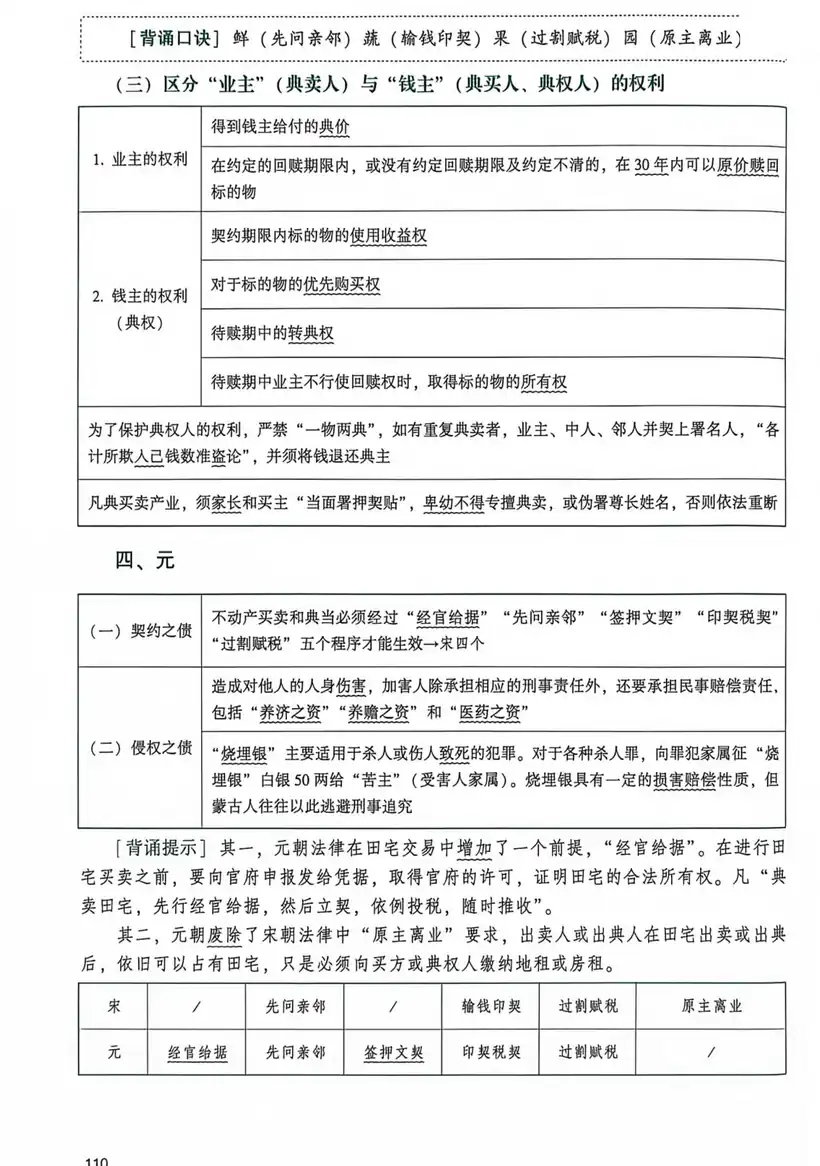 [背诵口诀] 鲜（先问亲邻）蔬（输钱印契）果（过割赋税）园（原主离业）
（三）区分“业主”（典卖人）与“钱主”（典买人、典权人）的权利
1. 业主的权利
得到钱主给付的典价
在约定的回赎期限内，或没有约定回赎期限及约定不清的，在 30 年内可以原价赎回
标的物
2. 钱主的权利
（典权）
契约期限内标的物的使用收益权
对于标的物的优先购买权
待赎期中的转典权
待赎期中业主不行使回赎权时，取得标的物的所有权
为了保护典权人的权利，严禁“一物两典”，如有重复典卖者，业主、中人、邻人并契上署名人，“各
计所欺人己钱数准盗论”，并须将钱退还典主
凡典买卖产业，须家长和买主“当面署押契贴”，卑幼不得专擅典卖，或伪署尊长姓名，否则依法重断
四、元
（一）契约之债
不动产买卖和典当必须经过“经官给据”“先问亲邻”“签押文契”“印契税契”
“过割赋税”五个程序才能生效→宋四个
（二）侵权之债
造成对他人的人身伤害，加害人除承担相应的刑事责任外，还要承担民事赔偿责任，
包括“养济之资”“养赡之资”和“医药之资”
“烧埋银”主要适用于杀人或伤人致死的犯罪。对于各种杀人罪，向罪犯家属征“烧
埋银”白银 50 两给“苦主”（受害人家属）。烧埋银具有一定的损害赔偿性质，但
蒙古人往往以此逃避刑事追究
[背诵提示] 其一，元朝法律在田宅交易中增加了一个前提，“经官给据”。在进行田
宅买卖之前，要向官府申报发给凭据，取得官府的许可，证明田宅的合法所有权。凡“典
卖田宅，先行经官给据，然后立契，依例投税，随时推收”。
其二，元朝废除了宋朝法律中“原主离业”要求，出卖人或出典人在田宅出卖或出典
后，依旧可以占有田宅，只是必须向买方或典权人缴纳地租或房租。
宋 / 先问亲邻 / 输钱印契 过割赋税 原主离业
元 经官给据 先问亲邻 签押文契 印契税契 过割赋税 /
110